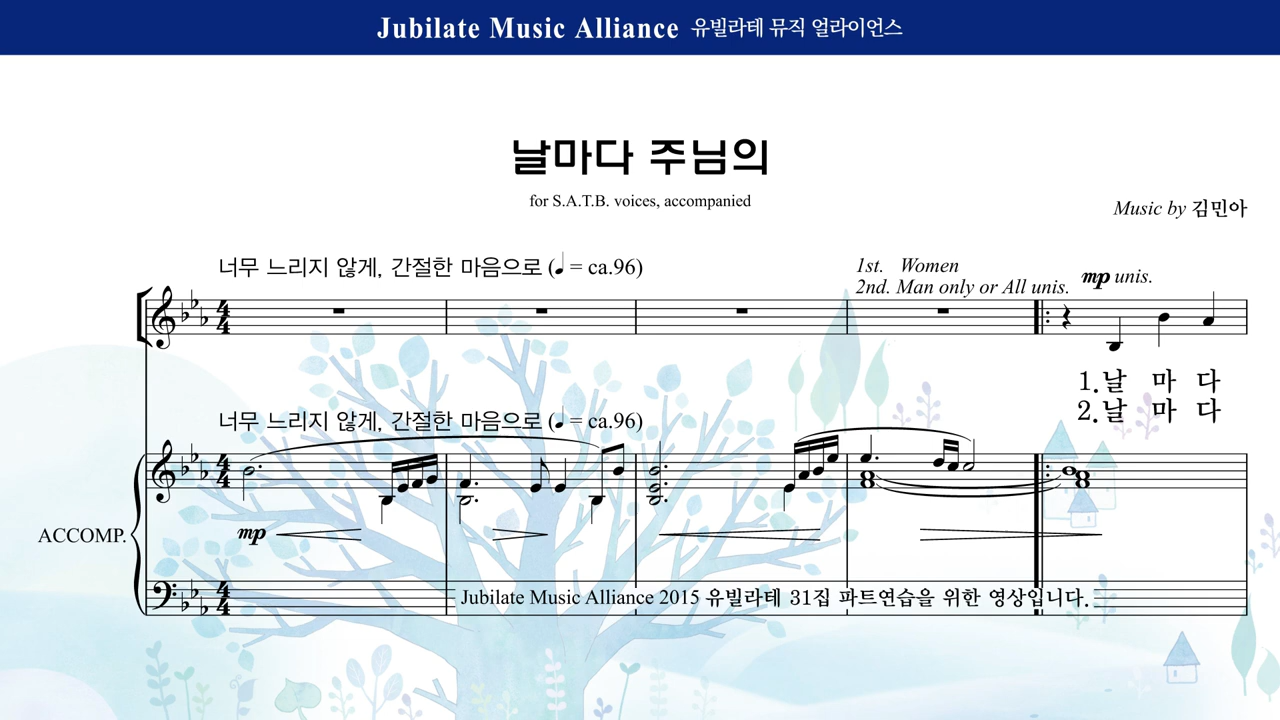 Jubilate Music Alliance 유빌라테 뮤직 얼라이언스
날마다 주님의
for S.A.T.B. voices, accompanied
Music by 김민아
너무 느리지 않게, 간절한 마음으로 (♩ = ca.96)
1st. Women
2nd. Man only or All unis.
mp unis.
1.날 마 다
2.날 마 다
너무 느리지 않게, 간절한 마음으로 (♩ = ca.96)
mp
ACCOMP.
Jubilate Music Alliance 2015 유빌라테 31집 파트연습을 위한 영상입니다.